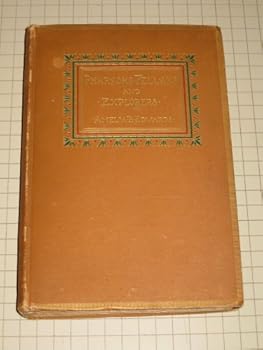 PHARAOHS FELLAHS
AND
EXPLORERS
AMELIA B. EDWARDS